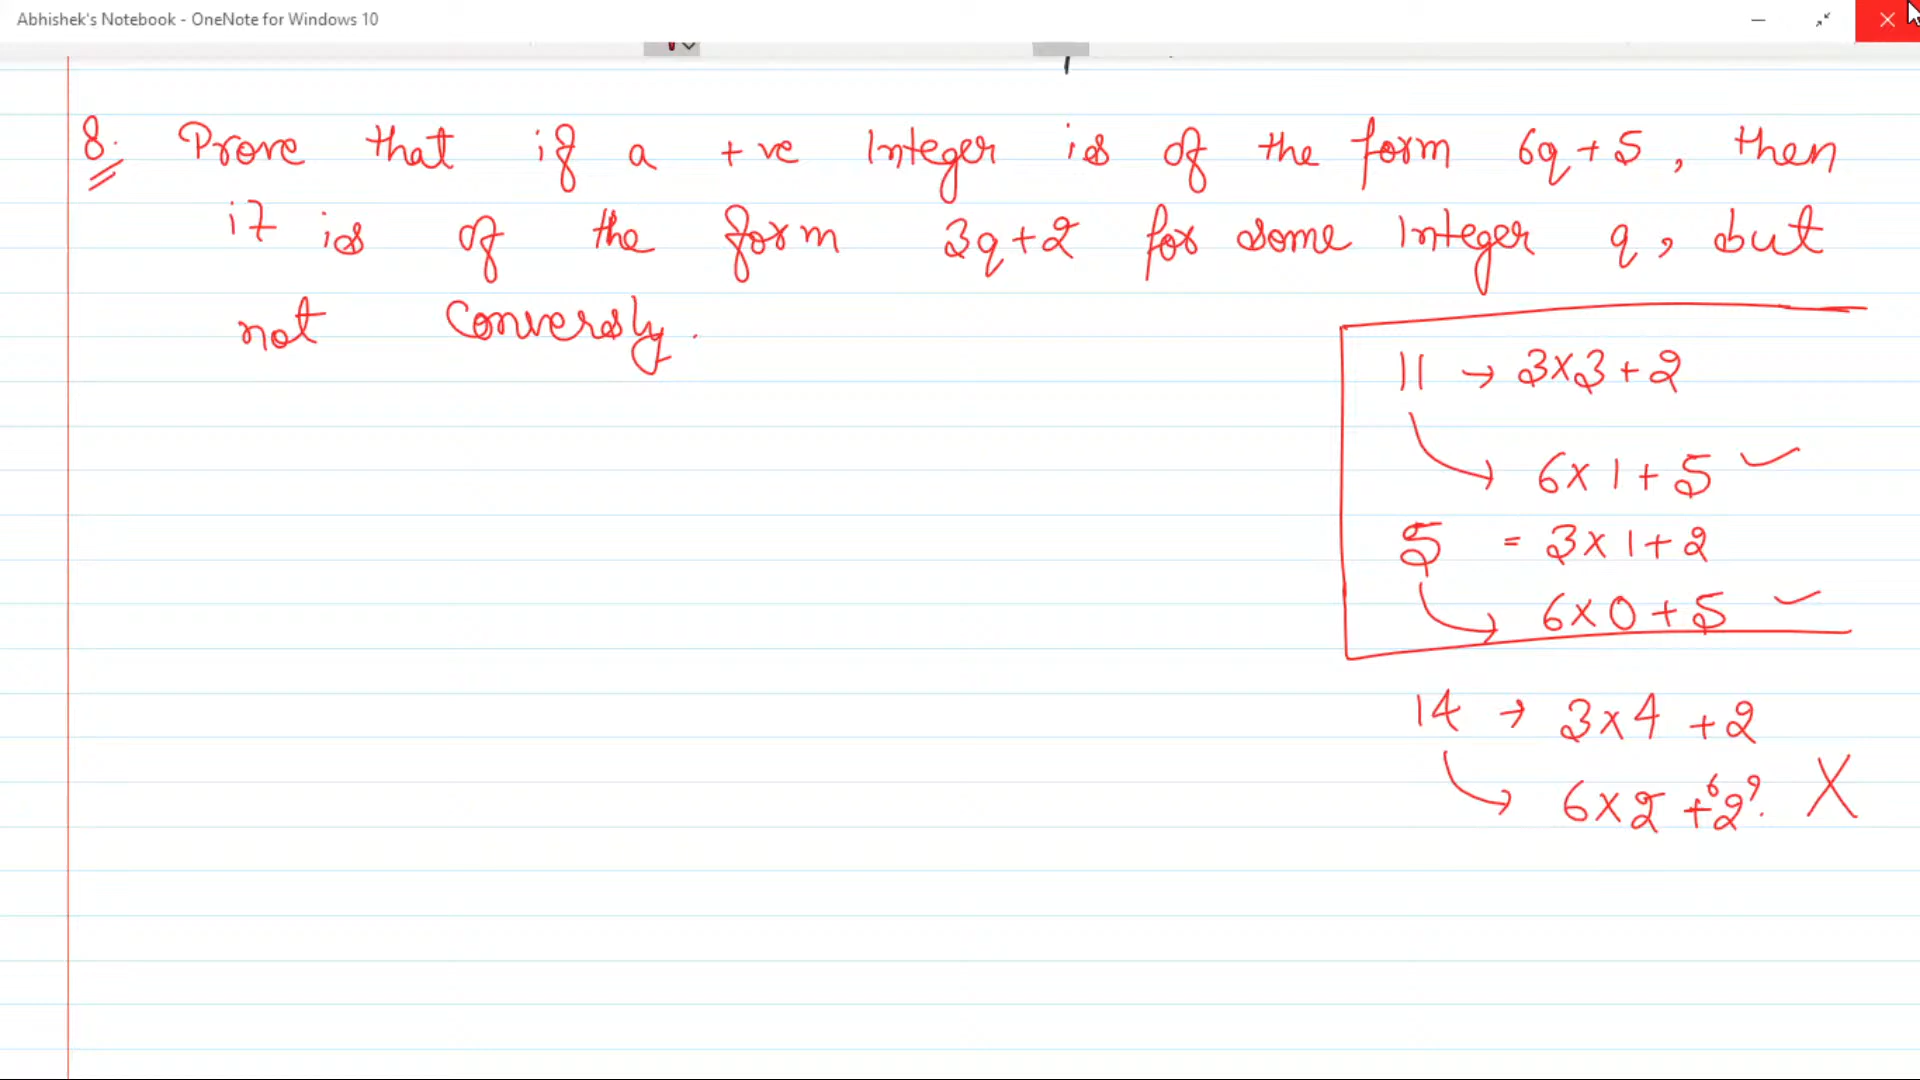 Abhishek's Notebook - OneNote for Windows 10
8. Prove that if a +ve Integer is of the form 6q+5, then
it is of the form 3q+2 for some Integer q, but
not Conversly.
11 → 3×3+2
→ 6×1+5 ✓
5 = 3×1+2
→ 6×0+5 ✓
14 → 3×4+2
→ 6×2+2? X